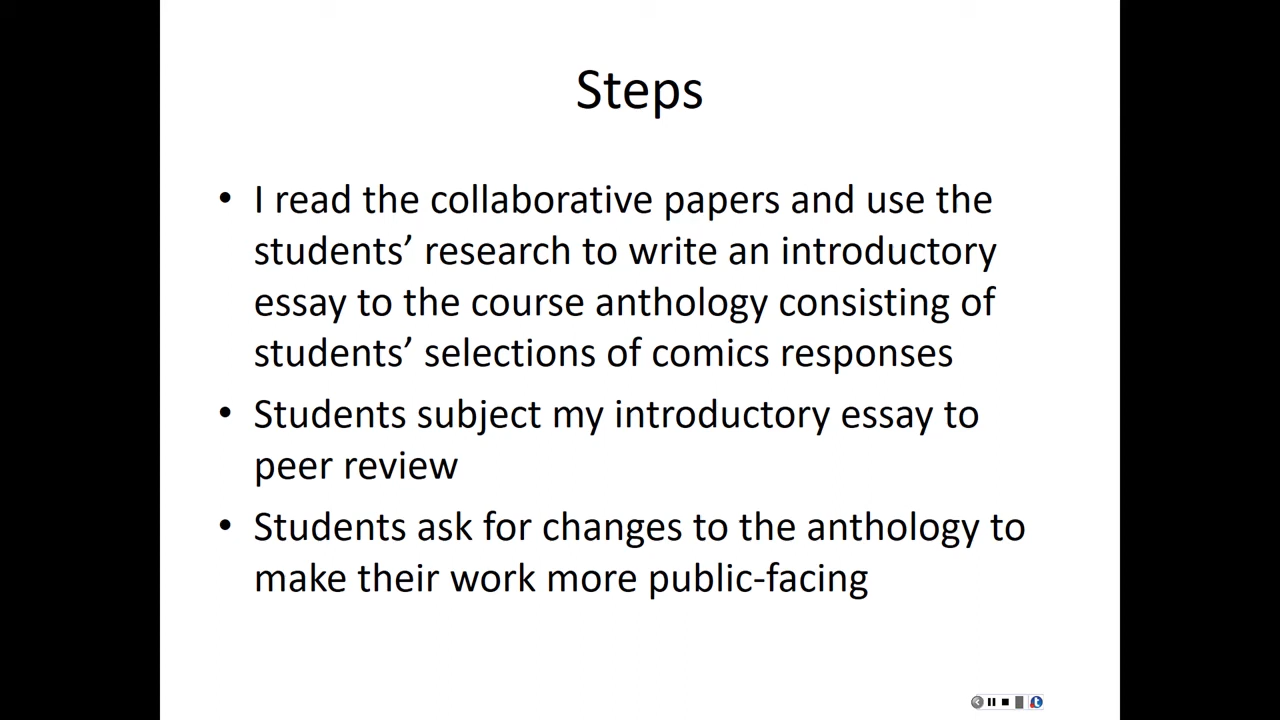 Steps
• I read the collaborative papers and use the
students’ research to write an introductory
essay to the course anthology consisting of
students’ selections of comics responses
• Students subject my introductory essay to
peer review
• Students ask for changes to the anthology to
make their work more public-facing
t